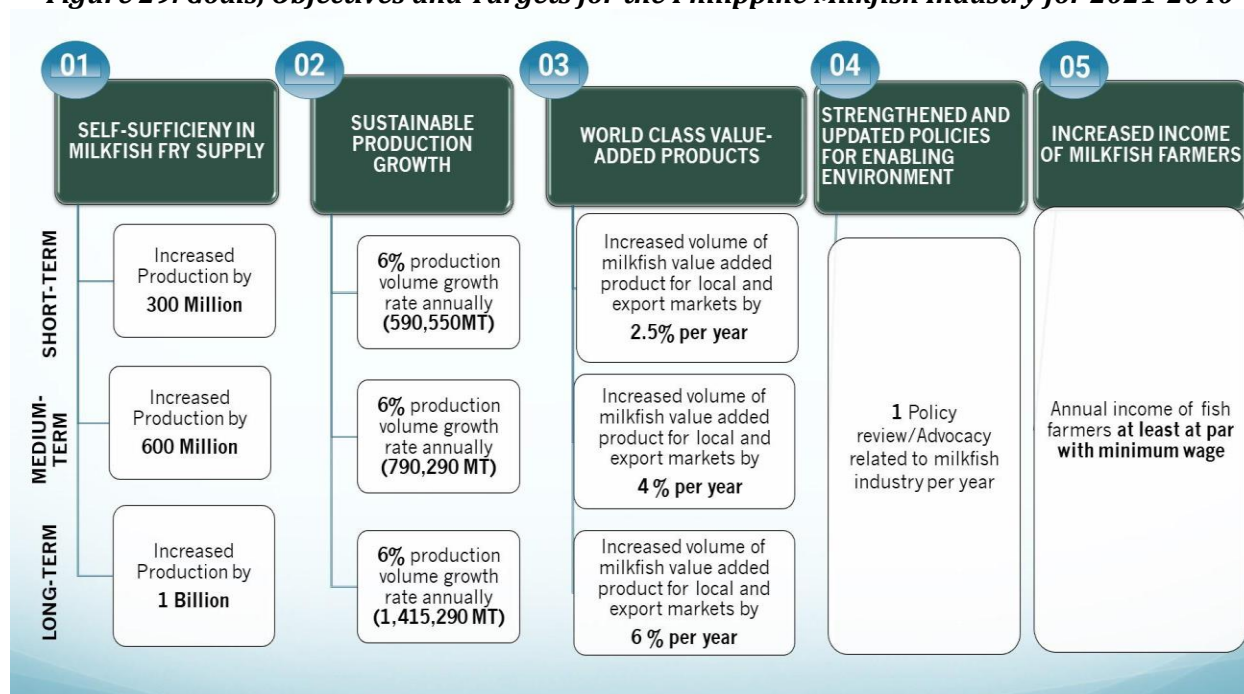 Figure 29: Goals, Objectives and Targets for the Philippine Milkfish Industry for 2021-2040
01
SELF-SUFFICIENY IN
MILKFISH FRY SUPPLY
02
SUSTAINABLE
PRODUCTION
GROWTH
03
WORLD CLASS VALUE-
ADDED PRODUCTS
04
STRENGTHENED AND
UPDATED POLICIES
FOR ENABLING
ENVIRONMENT
05
INCREASED INCOME
OF MILKFISH FARMERS
SHORT-TERM
Increased
Production by
300 Million
6% production
volume growth
rate annually
(590,550MT)
Increased volume of
milkfish value added
product for local and
export markets by
2.5% per year
MEDIUM-
TERM
Increased
Production by
600 Million
6% production
volume growth
rate annually
(790,290 MT)
Increased volume of
milkfish value added
product for local and
export markets by
4 % per year
LONG-TERM
Increased
Production by
1 Billion
6% production
volume growth
rate annually
(1,415,290 MT)
Increased volume of
milkfish value added
product for local and
export markets by
6 % per year
1 Policy
review/Advocacy
related to milkfish
industry per year
Annual income of fish
farmers at least at par
with minimum wage